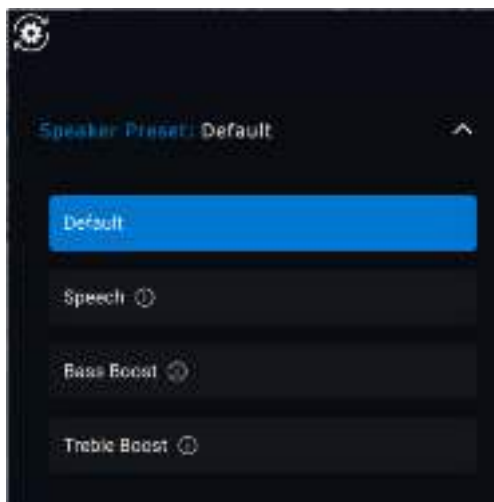 Speaker Preset: Default
Default
Speech
Bass Boost
Treble Boost